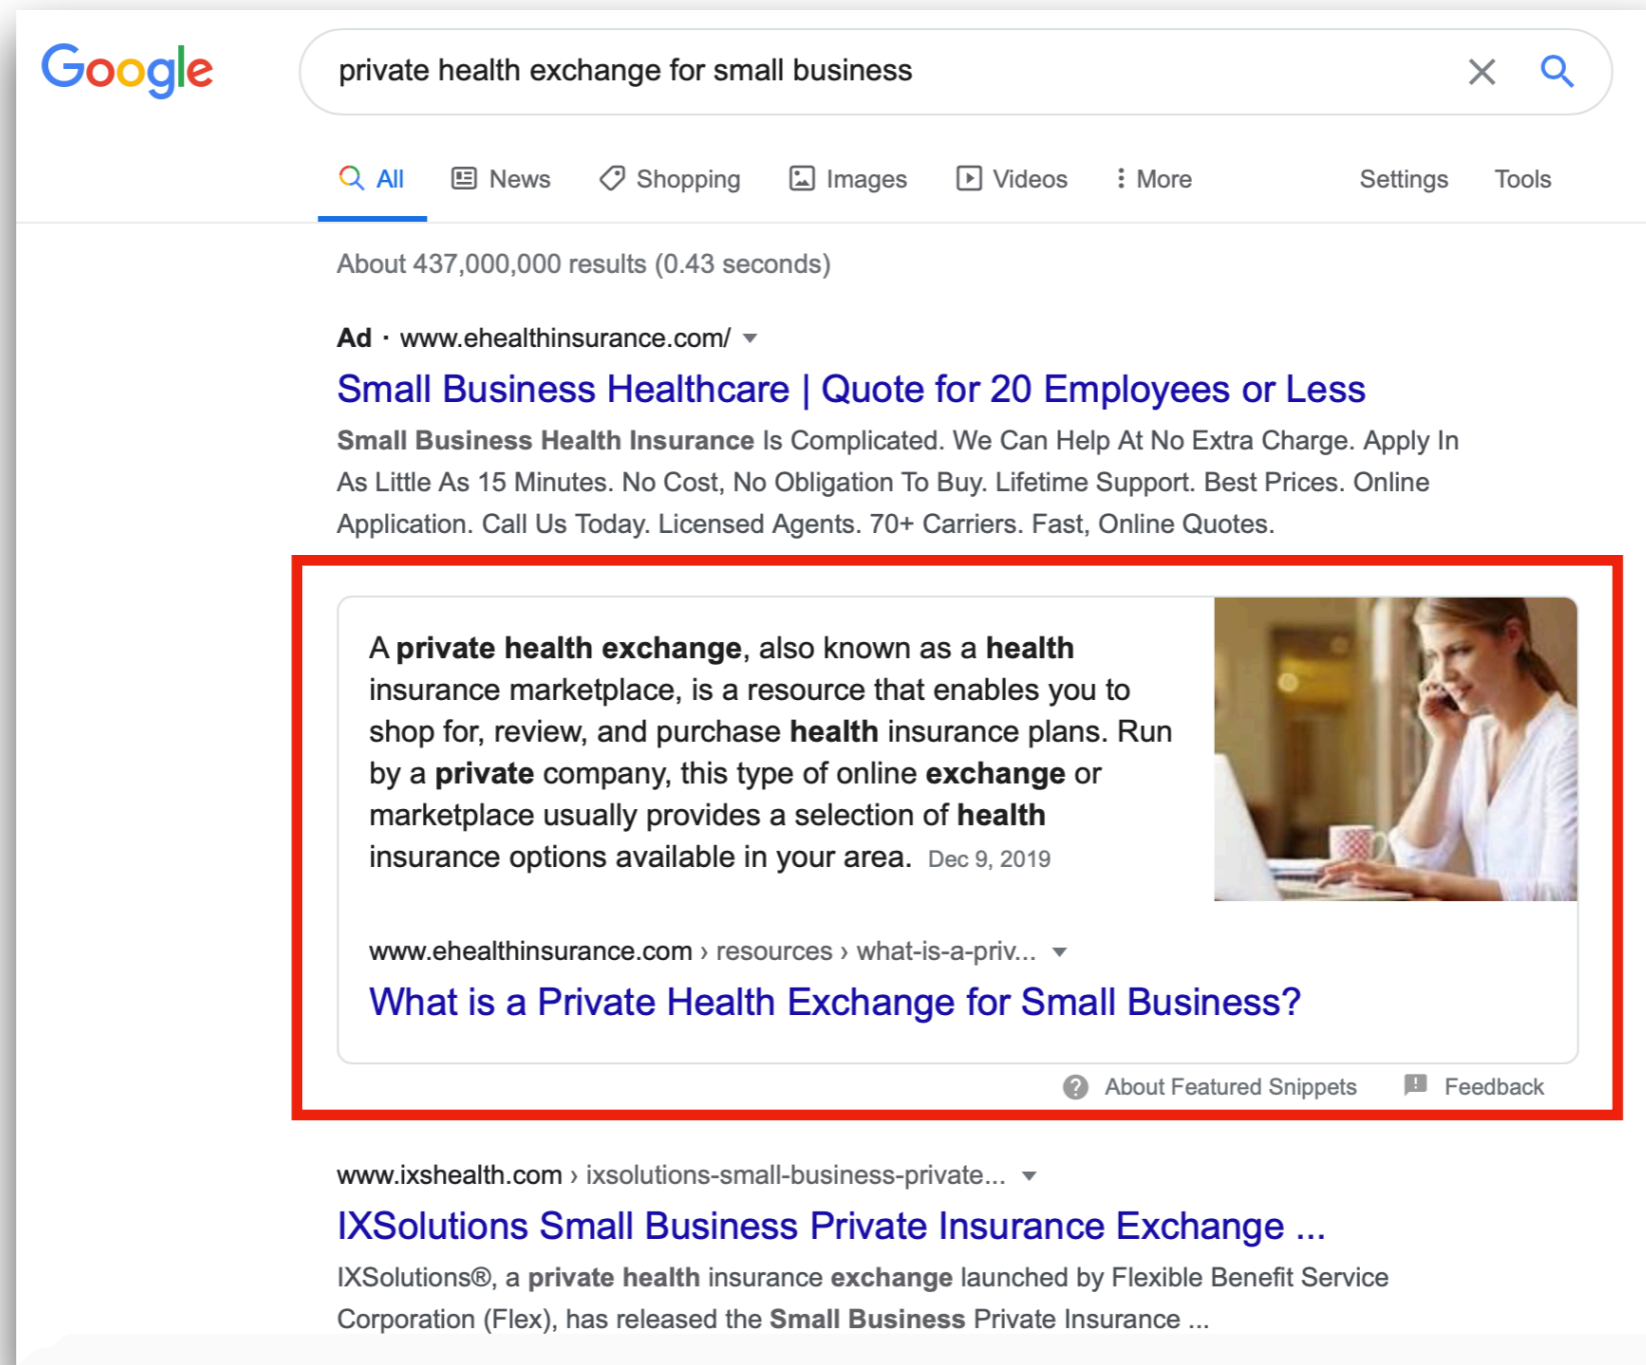 Google
private health exchange for small business
All News Shopping Images Videos More Settings Tools
About 437,000,000 results (0.43 seconds)
Ad · www.ehealthinsurance.com/
Small Business Healthcare | Quote for 20 Employees or Less
Small Business Health Insurance Is Complicated. We Can Help At No Extra Charge. Apply In
As Little As 15 Minutes. No Cost, No Obligation To Buy. Lifetime Support. Best Prices. Online
Application. Call Us Today. Licensed Agents. 70+ Carriers. Fast, Online Quotes.
A private health exchange, also known as a health
insurance marketplace, is a resource that enables you to
shop for, review, and purchase health insurance plans. Run
by a private company, this type of online exchange or
marketplace usually provides a selection of health
insurance options available in your area. Dec 9, 2019
www.ehealthinsurance.com › resources › what-is-a-priv...
What is a Private Health Exchange for Small Business?
About Featured Snippets Feedback
www.ixshealth.com › ixsolutions-small-business-private...
IXSolutions Small Business Private Insurance Exchange ...
IXSolutions®, a private health insurance exchange launched by Flexible Benefit Service
Corporation (Flex), has released the Small Business Private Insurance ...